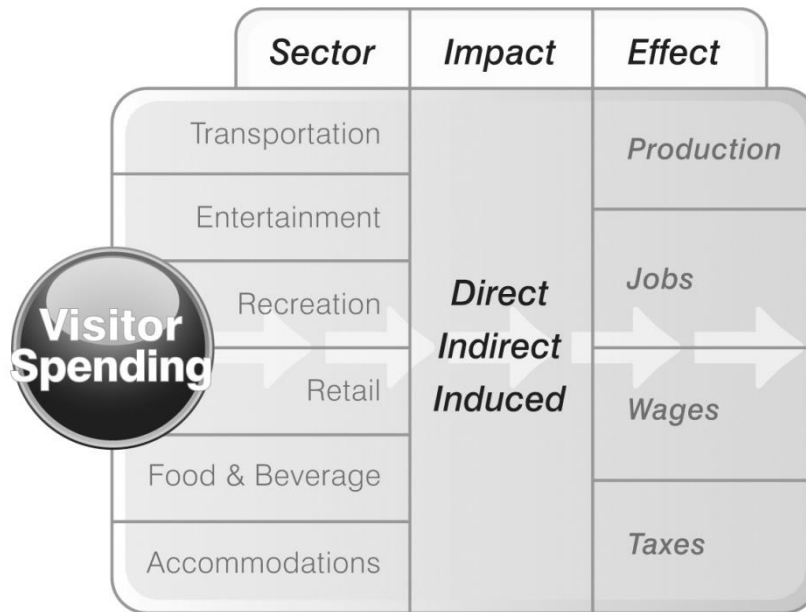 Sector
Impact
Effect
Transportation
Entertainment
Recreation
Retail
Food & Beverage
Accommodations
Visitor
Spending
Direct
Indirect
Induced
Production
Jobs
Wages
Taxes